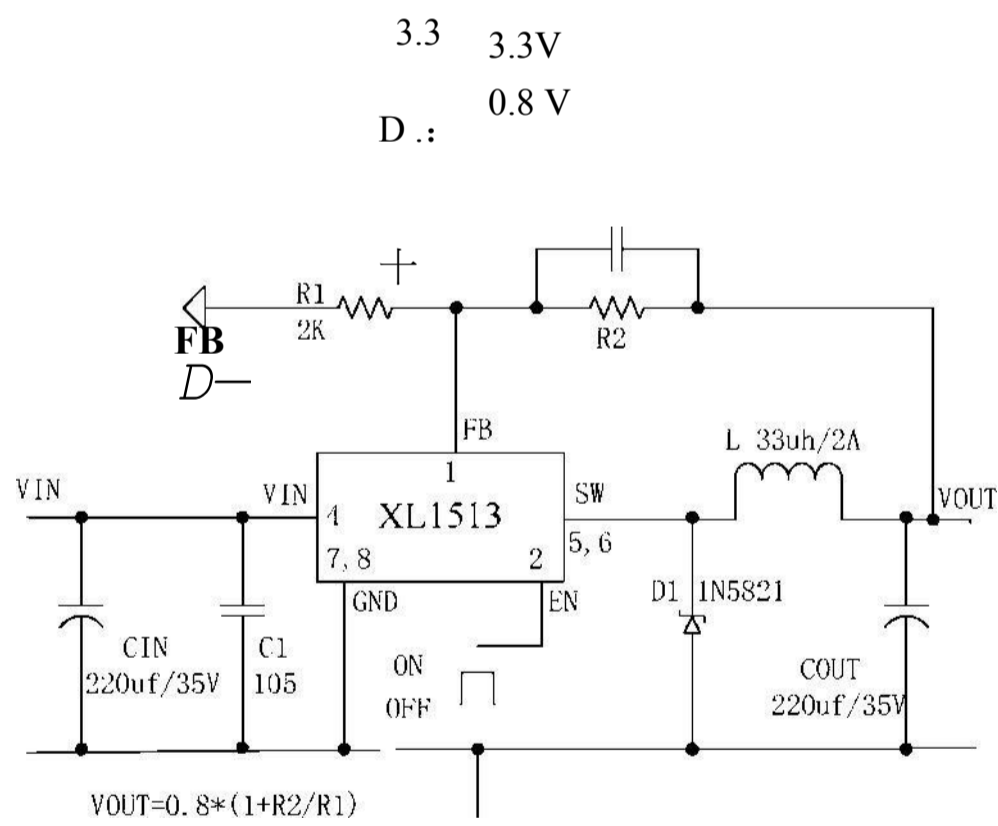 3.3 3.3V
0.8 V
D .：
R1
2K
R2
FB
D—
FB
L 33uh/2A
VIN
VIN
1
SW
VOUT
4
XL1513
5,6
7,8
2
GND
EN
D1 1N5821
CIN
220uf/35V
C1
105
ON
OFF
COUT
220uf/35V
VOUT=0.8*(1+R2/R1)